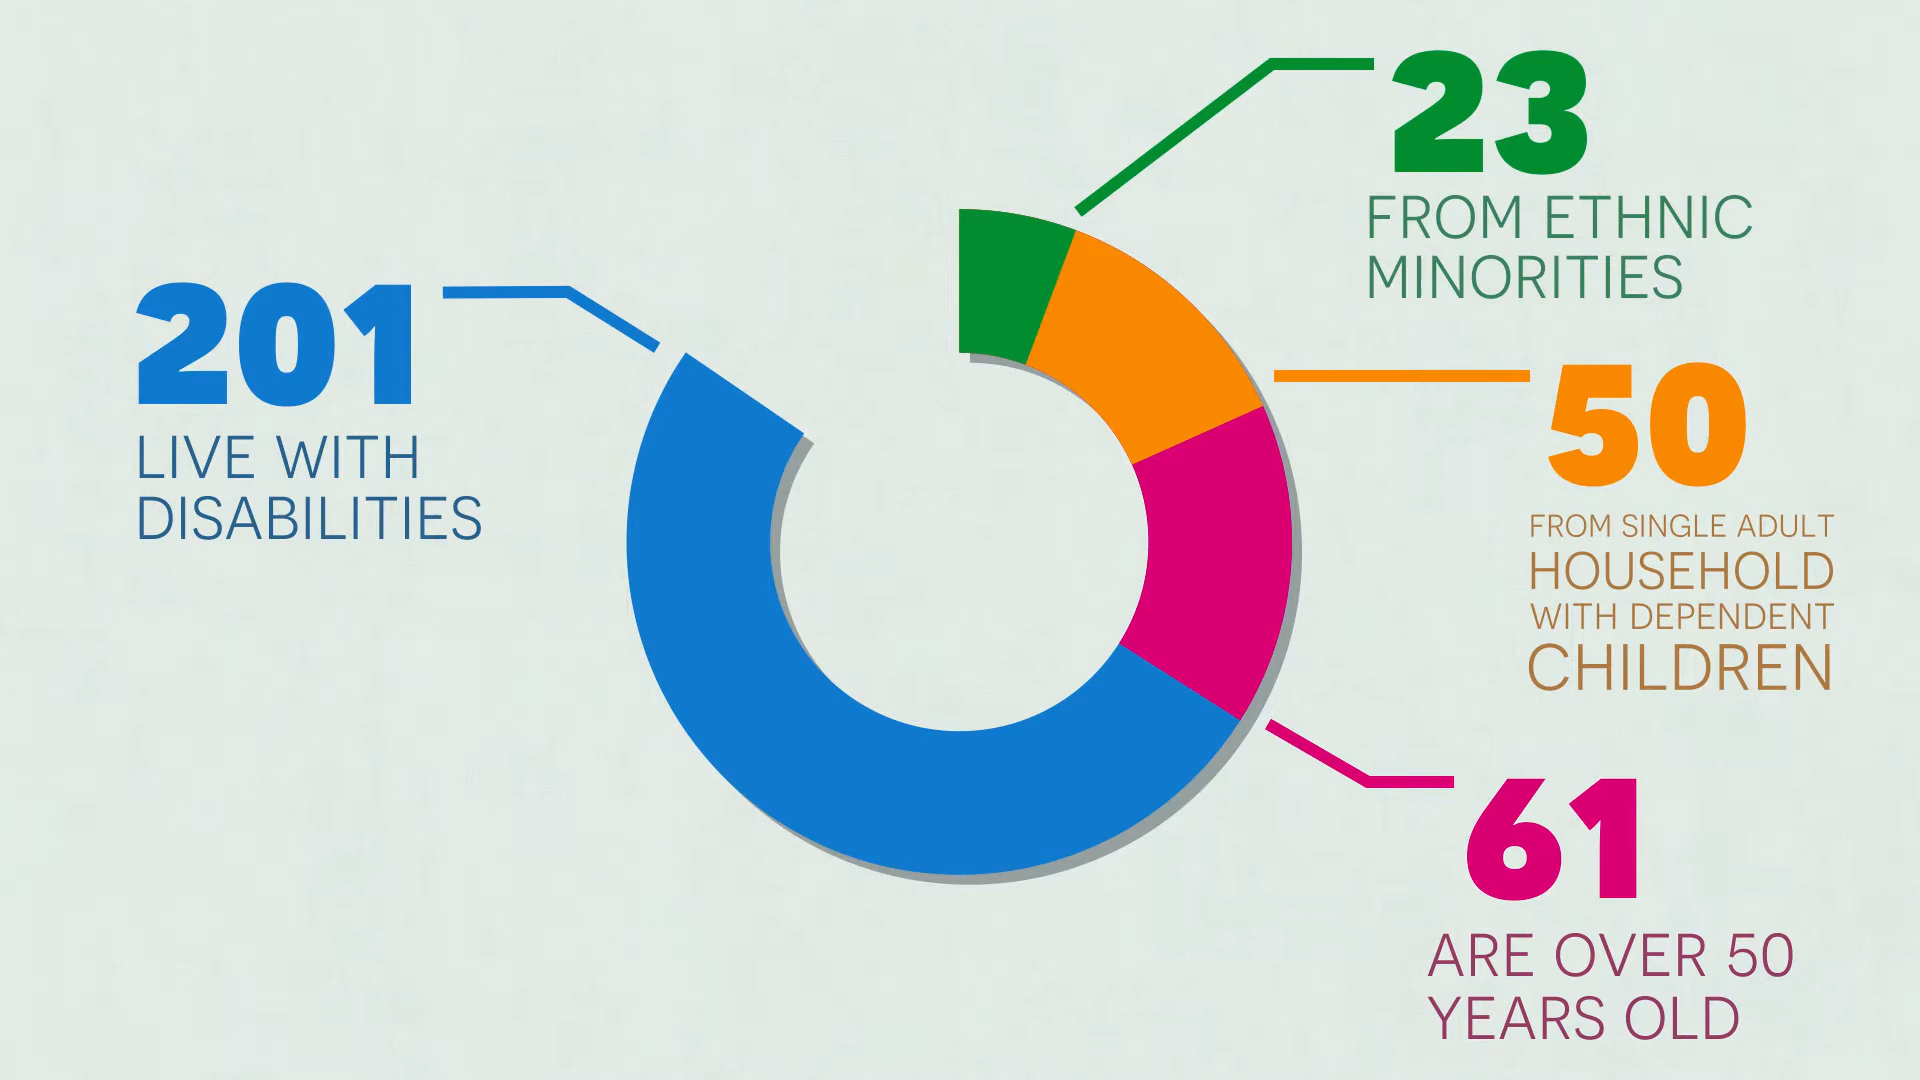 23
FROM ETHNIC
MINORITIES
201
LIVE WITH
DISABILITIES
50
FROM SINGLE ADULT
HOUSEHOLD
WITH DEPENDENT
CHILDREN
61
ARE OVER 50
YEARS OLD